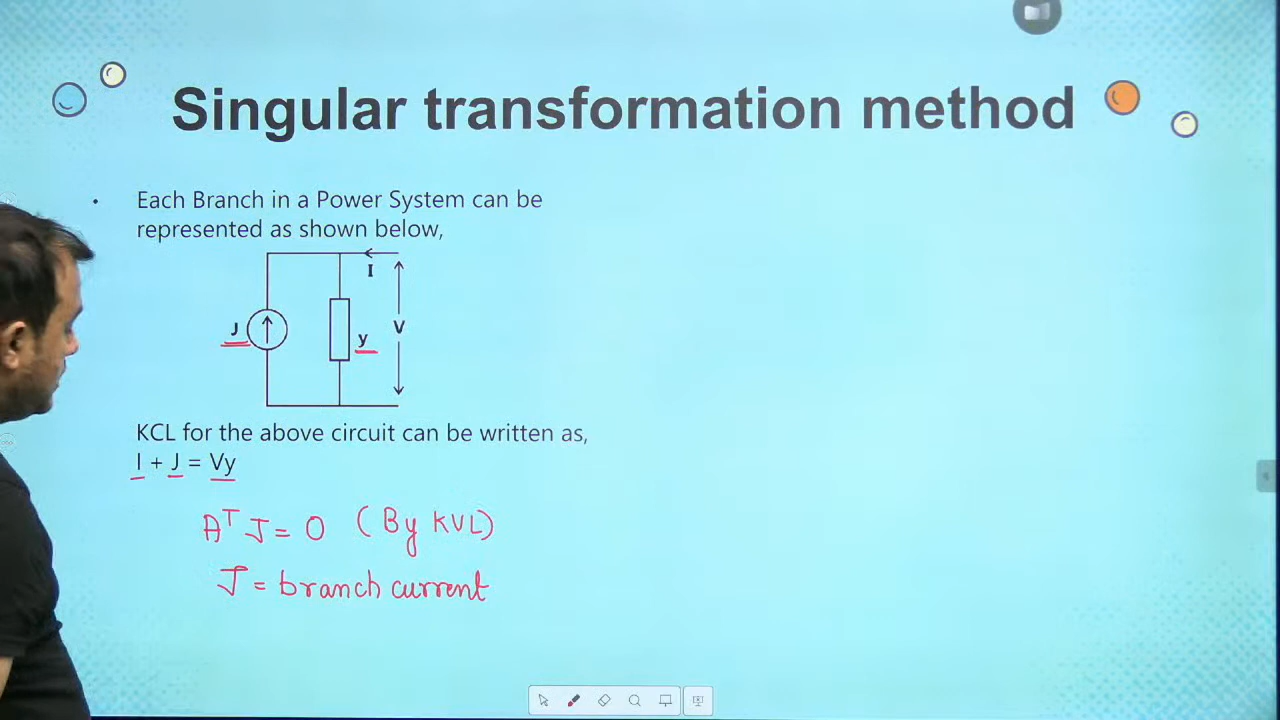 Singular transformation method
• Each Branch in a Power System can be
represented as shown below,
I
J
y
V
KCL for the above circuit can be written as,
I + J = Vy
Aᵀ J = 0 (By KVL)
J = branch current